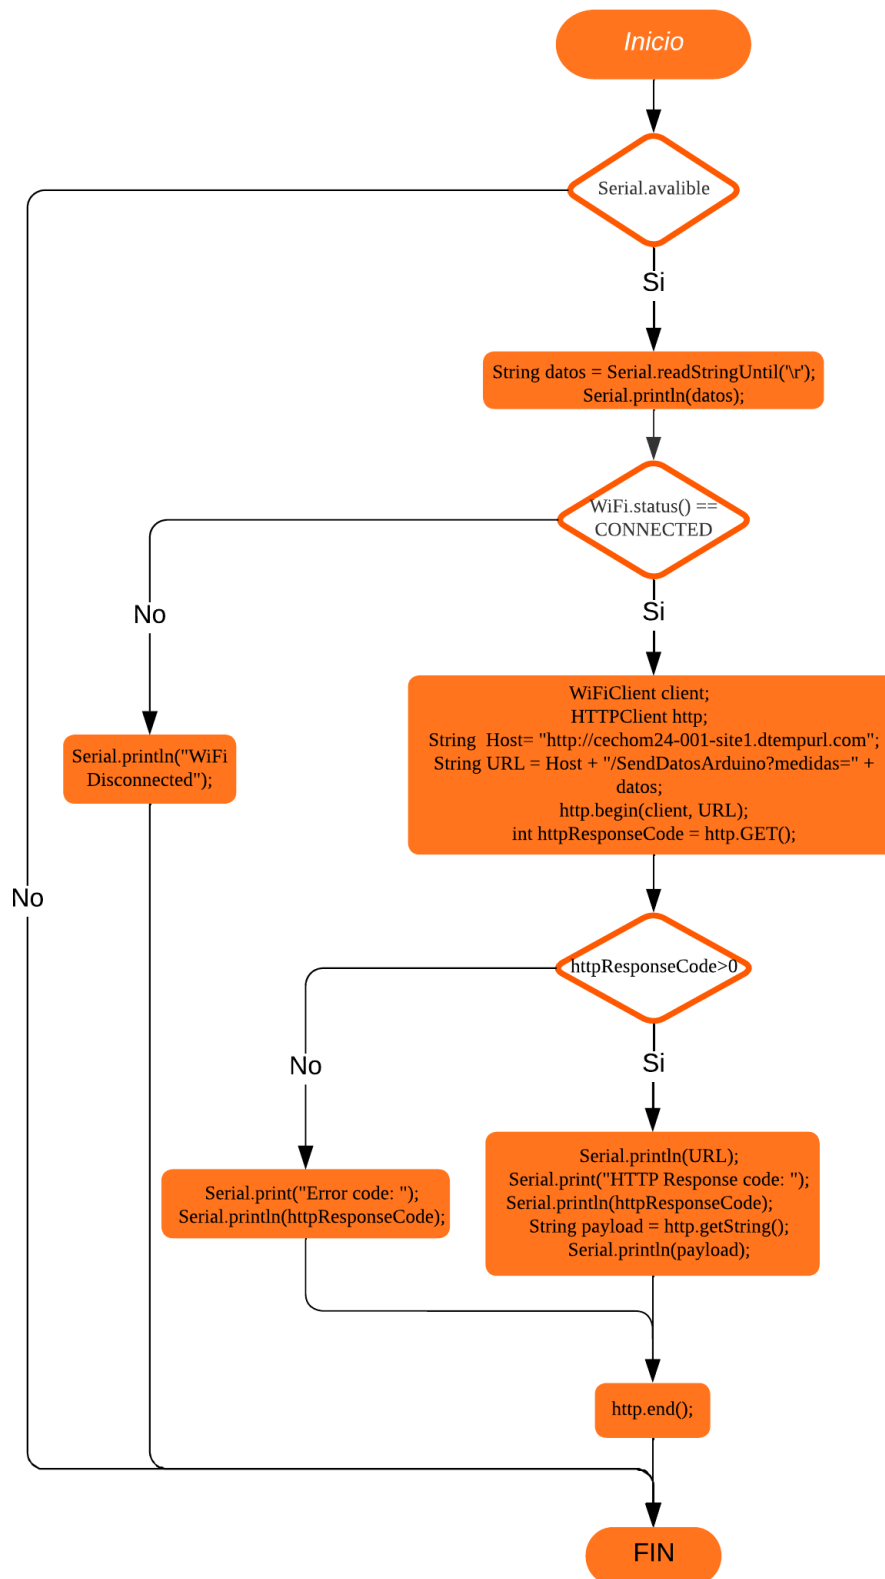 Inicio
Serial.avalible
Si
String datos = Serial.readStringUntil('\r');
Serial.println(datos);
WiFi.status() ==
CONNECTED
No
Si
WiFiClient client;
HTTPClient http;
String  Host= "http://cechom24-001-site1.dtempurl.com";
String URL = Host + "/SendDatosArduino?medidas=" +
datos;
http.begin(client, URL);
int httpResponseCode = http.GET();
Serial.println("WiFi
Disconnected");
No
httpResponseCode>0
No
Si
Serial.print("Error code: ");
Serial.println(httpResponseCode);
Serial.println(URL);
Serial.print("HTTP Response code: ");
Serial.println(httpResponseCode);
String payload = http.getString();
Serial.println(payload);
http.end();
FIN